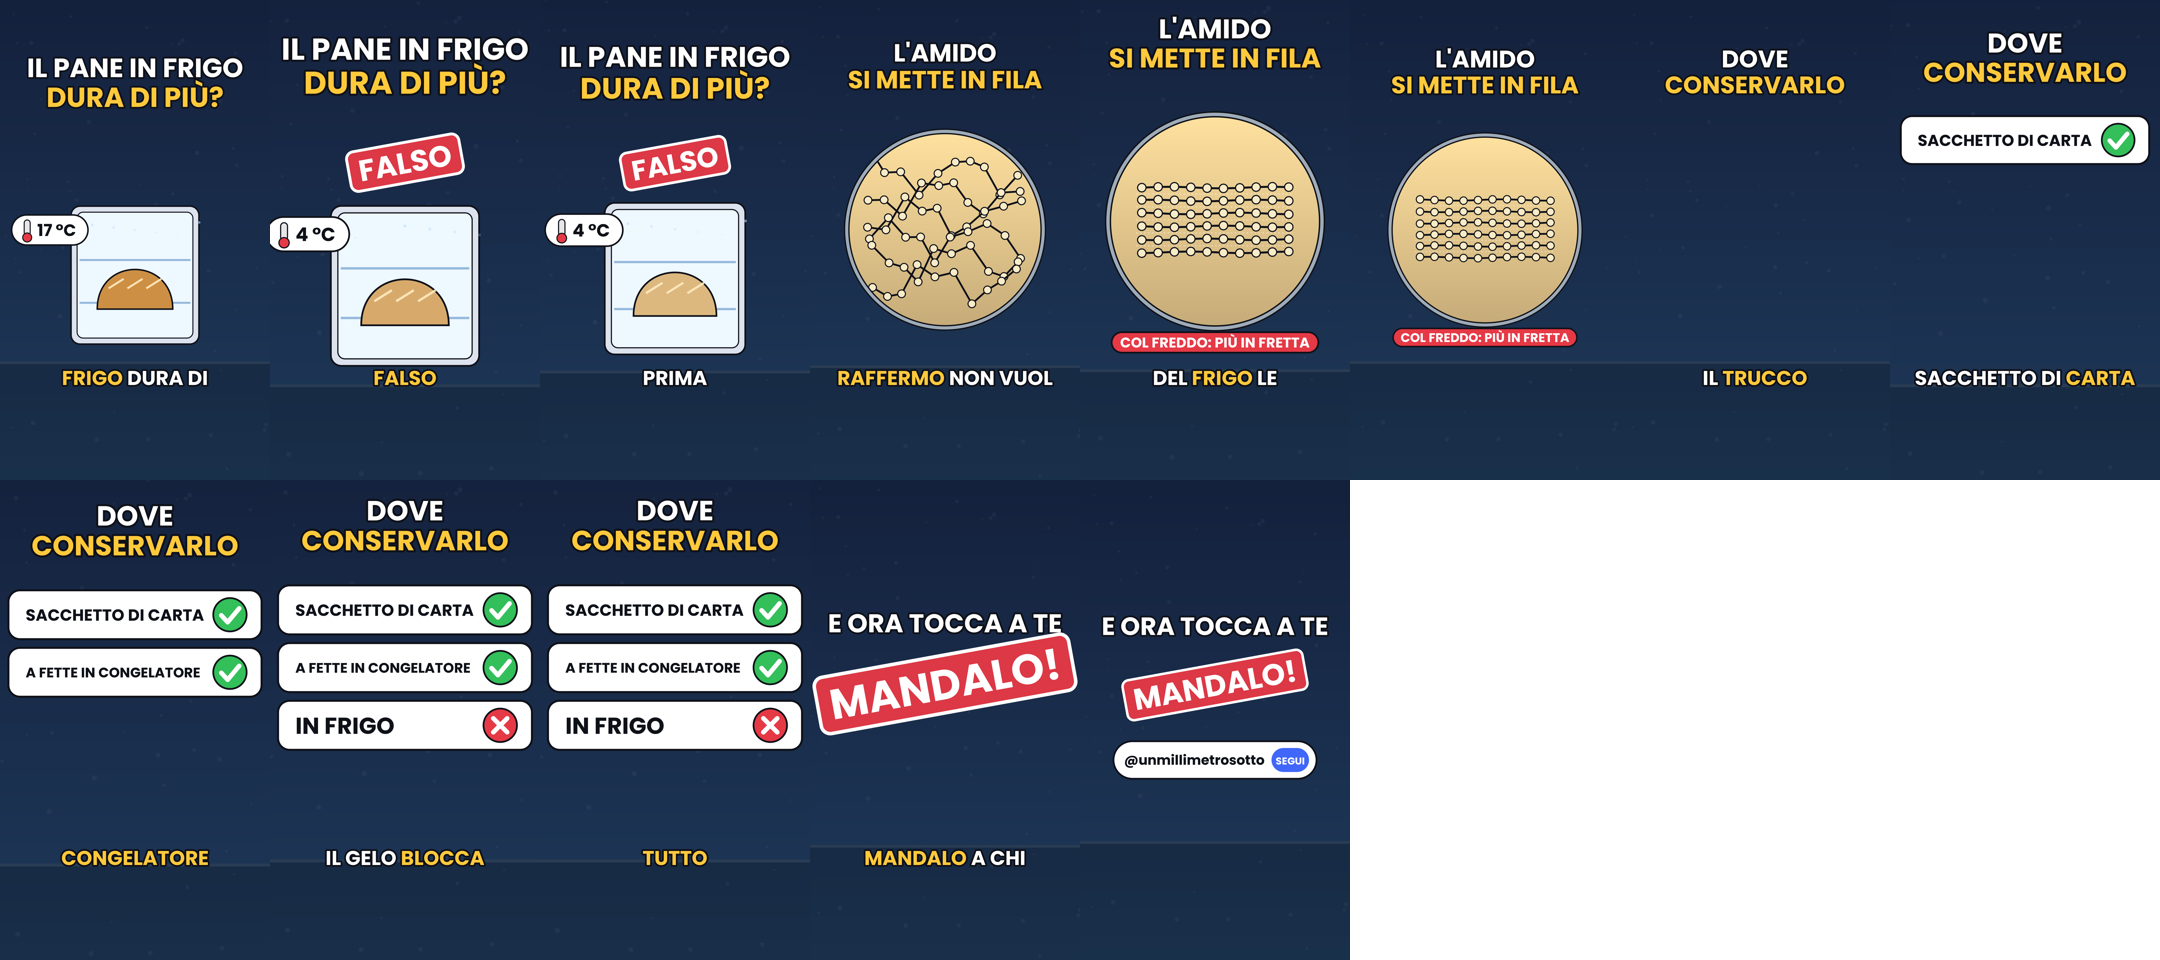 IL PANE IN FRIGO
DURA DI PIÙ?
17 °C
FRIGO DURA DI
IL PANE IN FRIGO
DURA DI PIÙ?
FALSO
4 °C
FALSO
IL PANE IN FRIGO
DURA DI PIÙ?
FALSO
4 °C
PRIMA
L'AMIDO
SI METTE IN FILA
RAFFERMO NON VUOL
L'AMIDO
SI METTE IN FILA
COL FREDDO: PIÙ IN FRETTA
DEL FRIGO LE
L'AMIDO
SI METTE IN FILA
COL FREDDO: PIÙ IN FRETTA
DOVE
CONSERVARLO
IL TRUCCO
DOVE
CONSERVARLO
SACCHETTO DI CARTA
SACCHETTO DI CARTA
DOVE
CONSERVARLO
SACCHETTO DI CARTA
A FETTE IN CONGELATORE
CONGELATORE
DOVE
CONSERVARLO
SACCHETTO DI CARTA
A FETTE IN CONGELATORE
IN FRIGO
IL GELO BLOCCA
DOVE
CONSERVARLO
SACCHETTO DI CARTA
A FETTE IN CONGELATORE
IN FRIGO
TUTTO
E ORA TOCCA A TE
MANDALO!
MANDALO A CHI
E ORA TOCCA A TE
MANDALO!
@unmillimetrosotto SEGUI